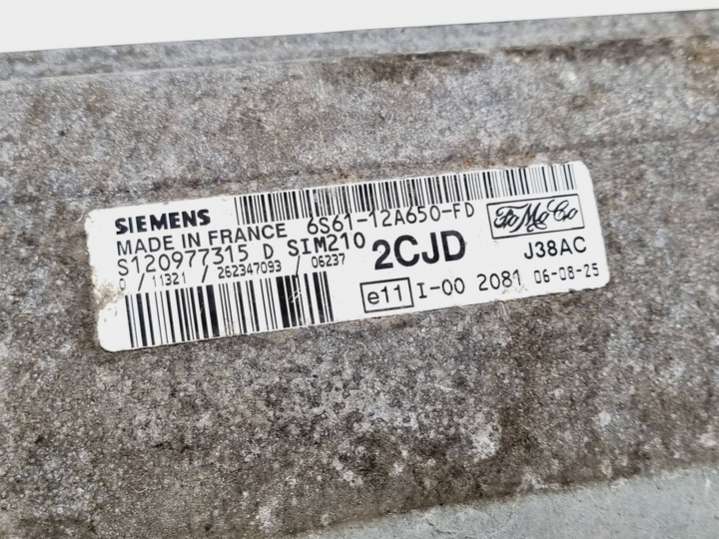 SIEMENS 6S61-12A650-FD FoMoCo
MADE IN FRANCE
S120977315 D SIM210 2CJD J38AC
0 / 11321 / 262347093 / 06237
e11 I-00 2081 06-08-25